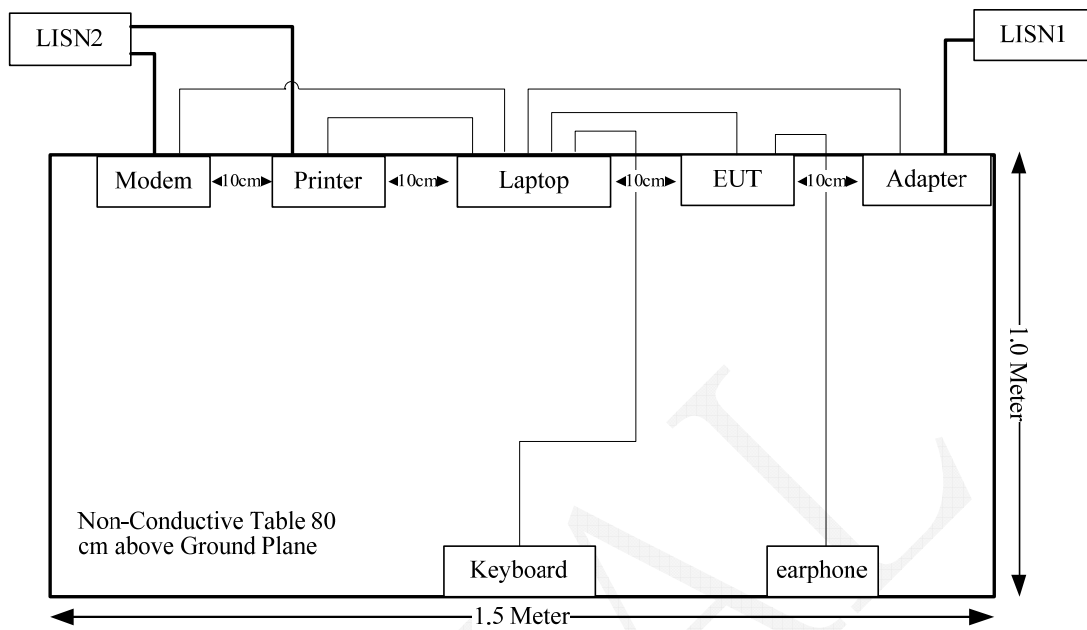 LISN2
LISN1
Modem
10cm
Printer
10cm
Laptop
10cm
EUT
10cm
Adapter
1.0 Meter
Non-Conductive Table 80
cm above Ground Plane
Keyboard
earphone
1.5 Meter